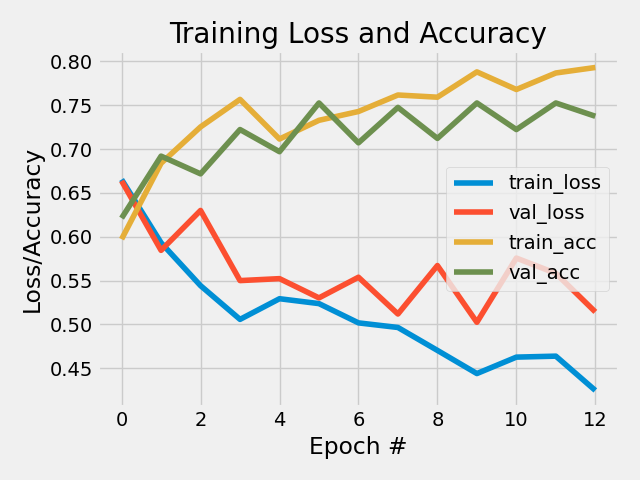 Training Loss and Accuracy
Loss/Accuracy
0.80
0.75
0.70
0.65
0.60
0.55
0.50
0.45
train_loss
val_loss
train_acc
val_acc
0 2 4 6 8 10 12
Epoch #